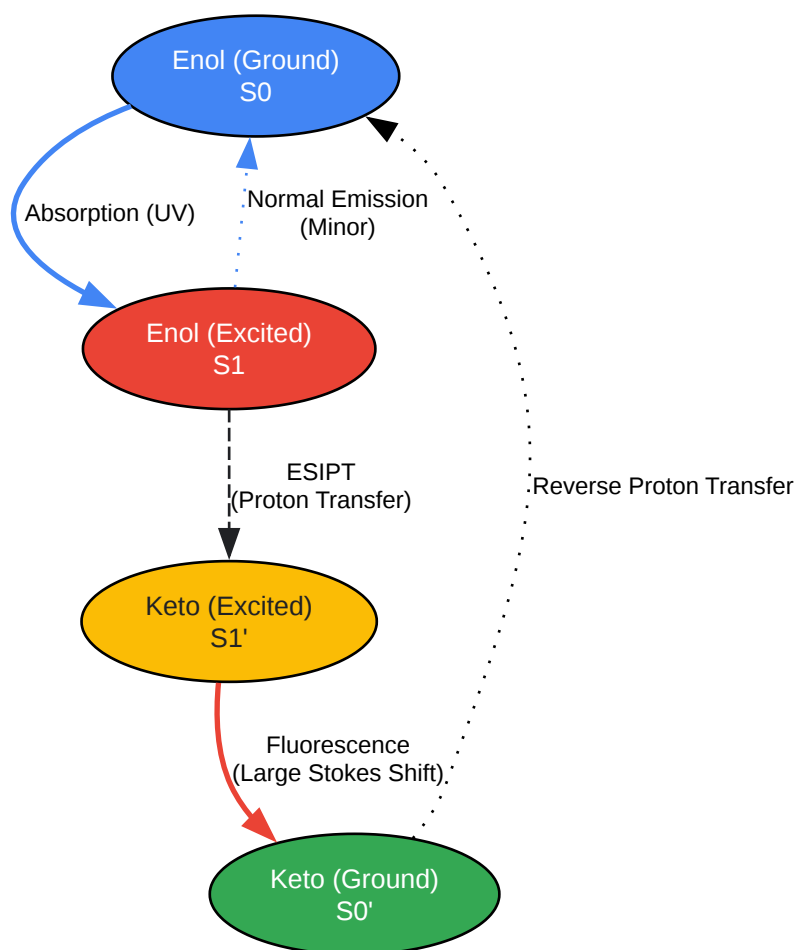 Enol (Ground)
S0
Absorption (UV)
Normal Emission
(Minor)
Enol (Excited)
S1
ESIPT
(Proton Transfer)
Reverse Proton Transfer
Keto (Excited)
S1'
Fluorescence
(Large Stokes Shift)
Keto (Ground)
S0'